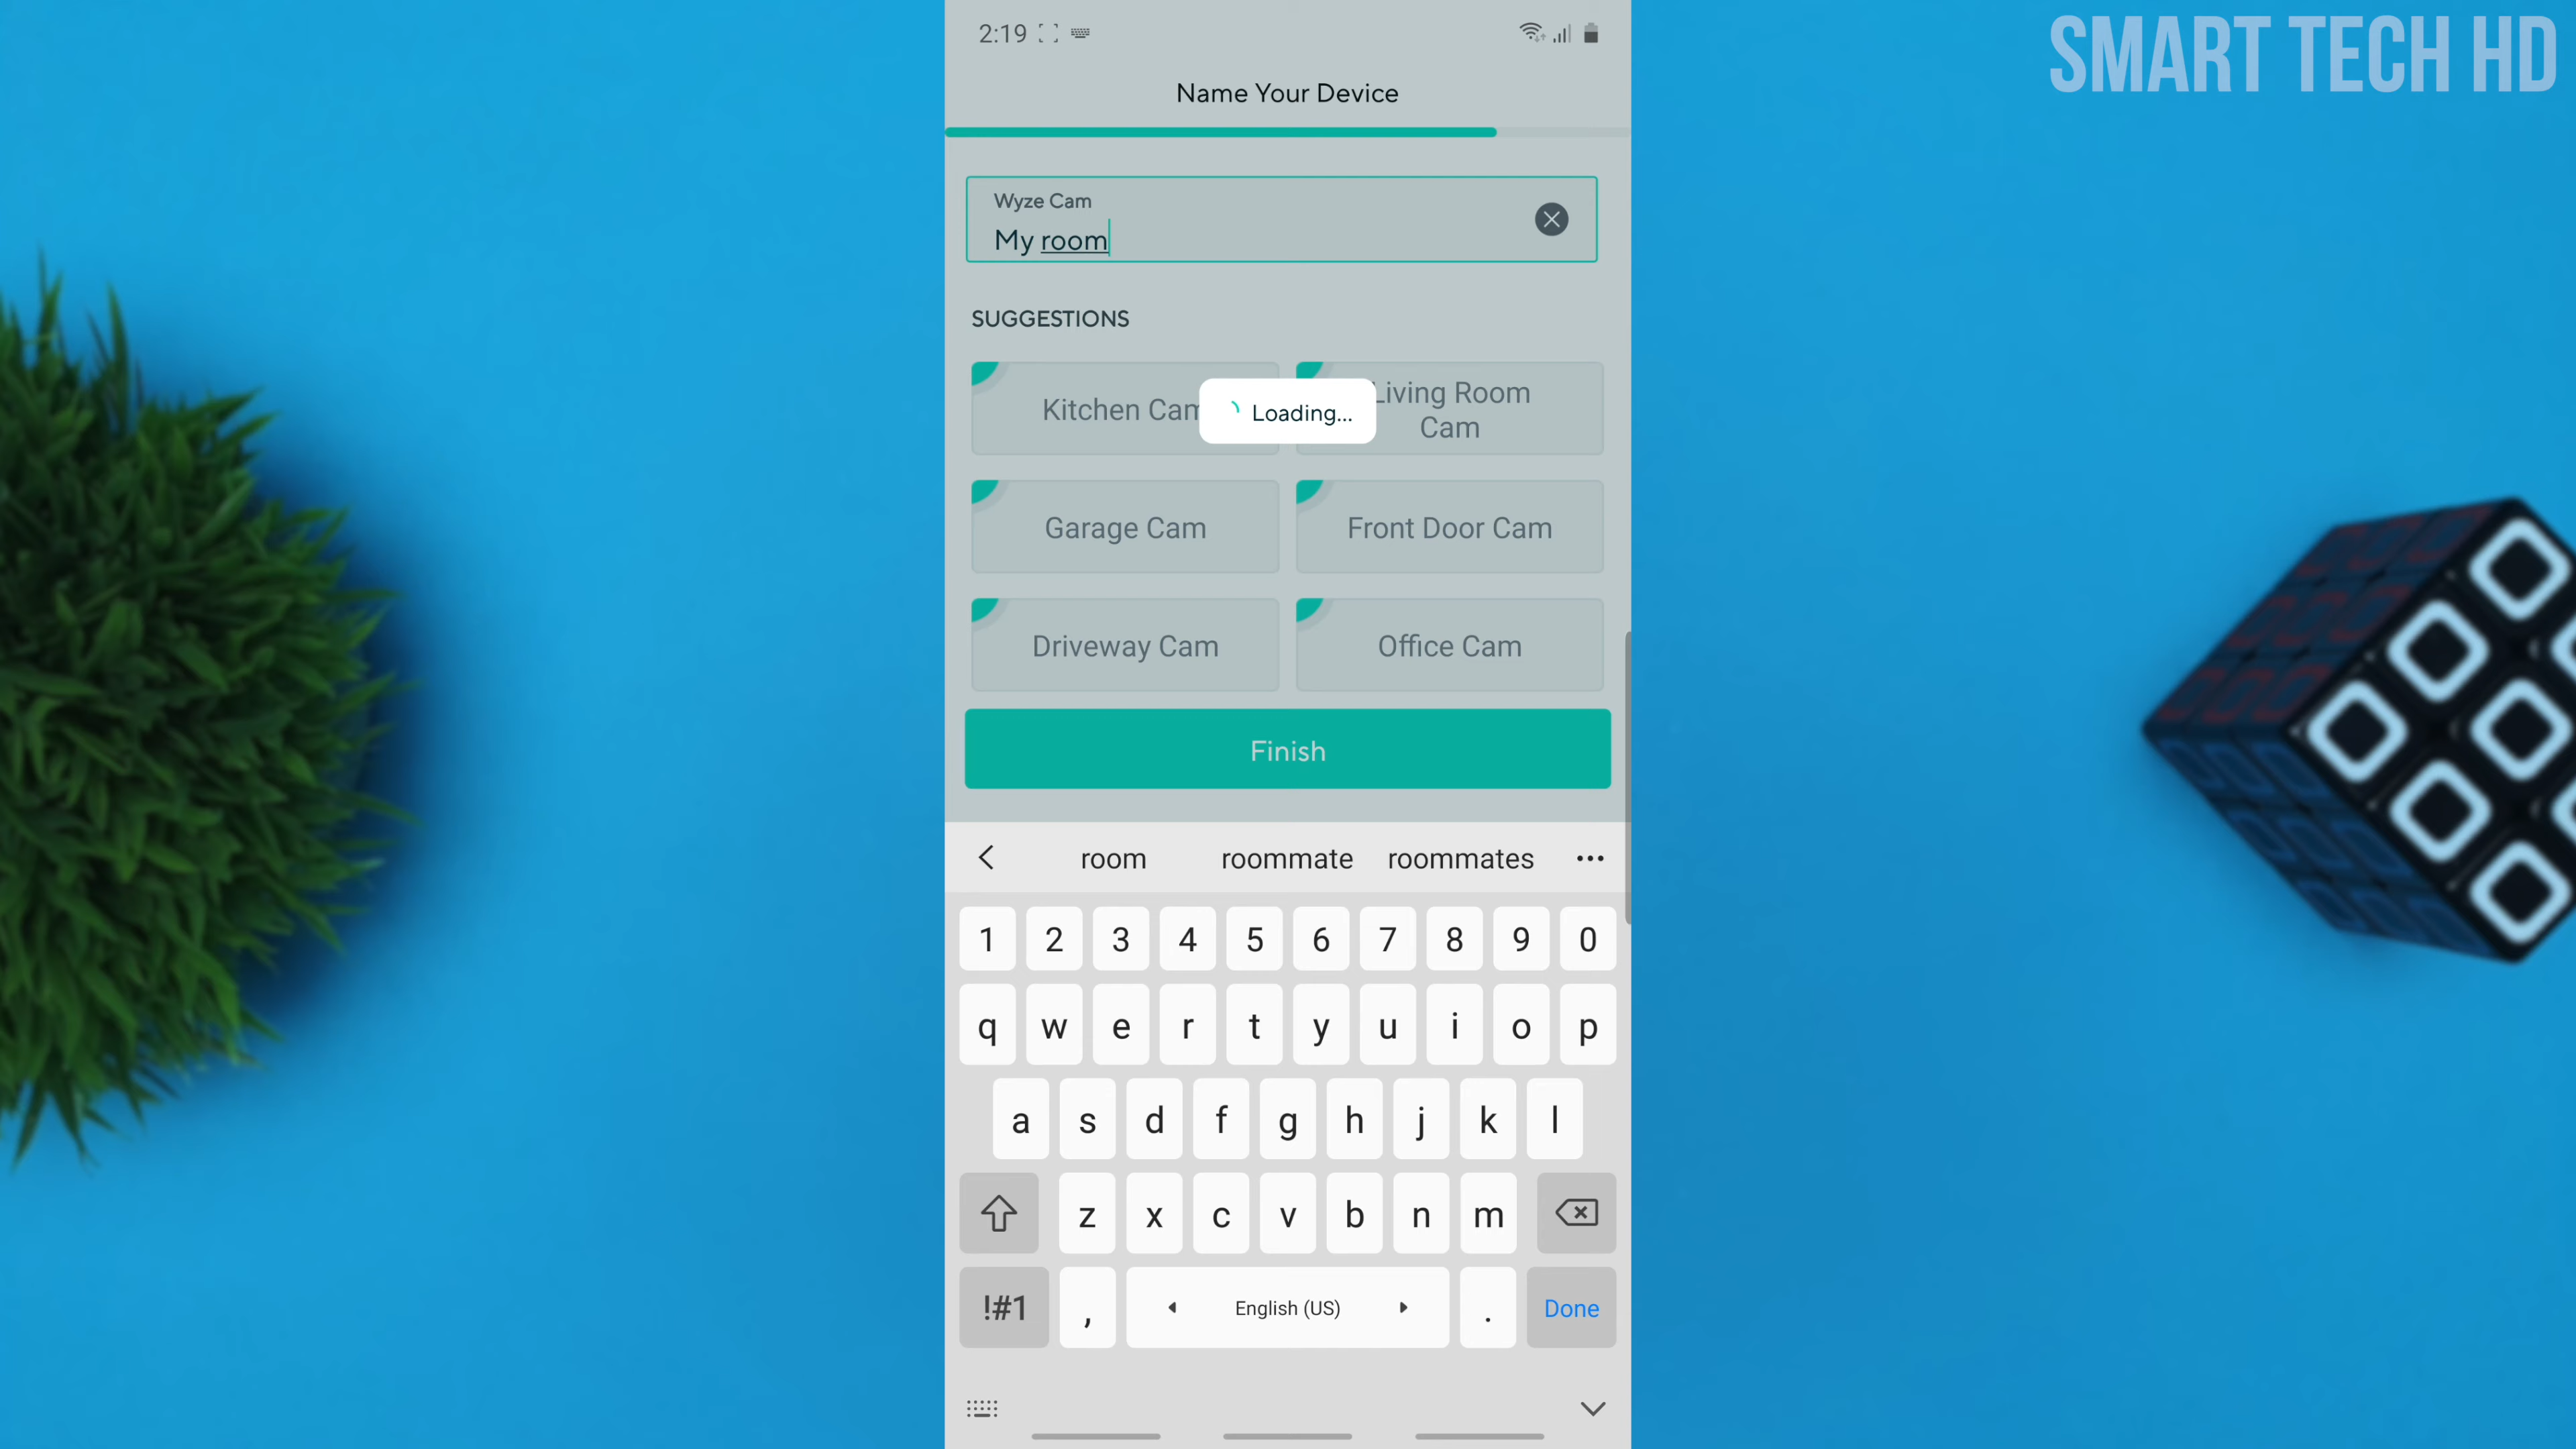 SMART TECH HD
2:19
Name Your Device
Wyze Cam
My room
SUGGESTIONS
Kitchen Cam
Living Room
Cam
Loading...
Garage Cam
Front Door Cam
Driveway Cam
Office Cam
Finish
room roommate roommates
1 2 3 4 5 6 7 8 9 0
q w e r t y u i o p
a s d f g h j k l
z x c v b n m
!#1 , English (US) . Done